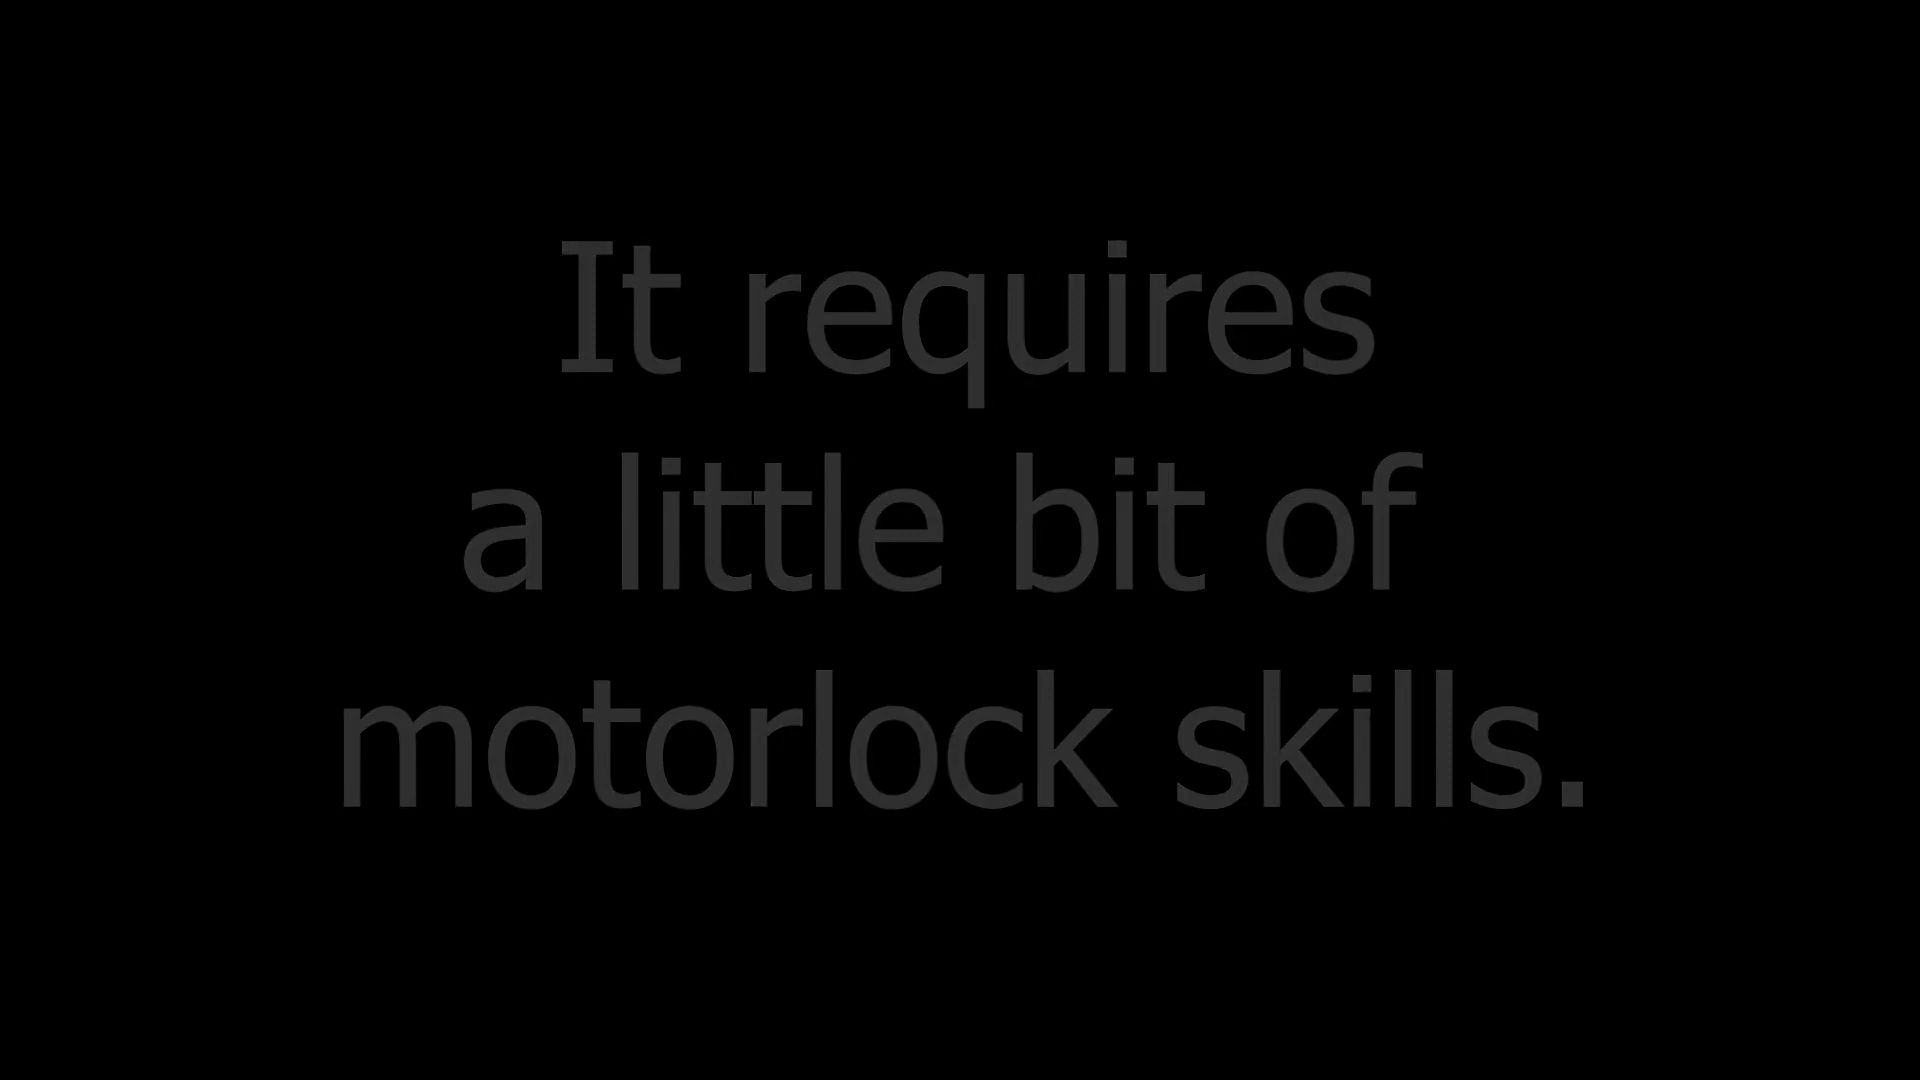 It requires
a little bit of
motorlock skills.